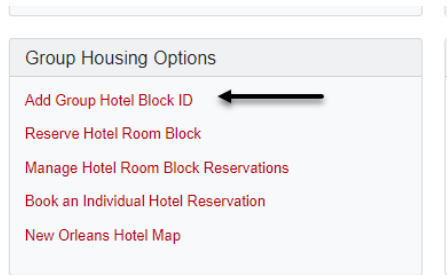 Group Housing Options
Add Group Hotel Block ID
Reserve Hotel Room Block
Manage Hotel Room Block Reservations
Book an Individual Hotel Reservation
New Orleans Hotel Map